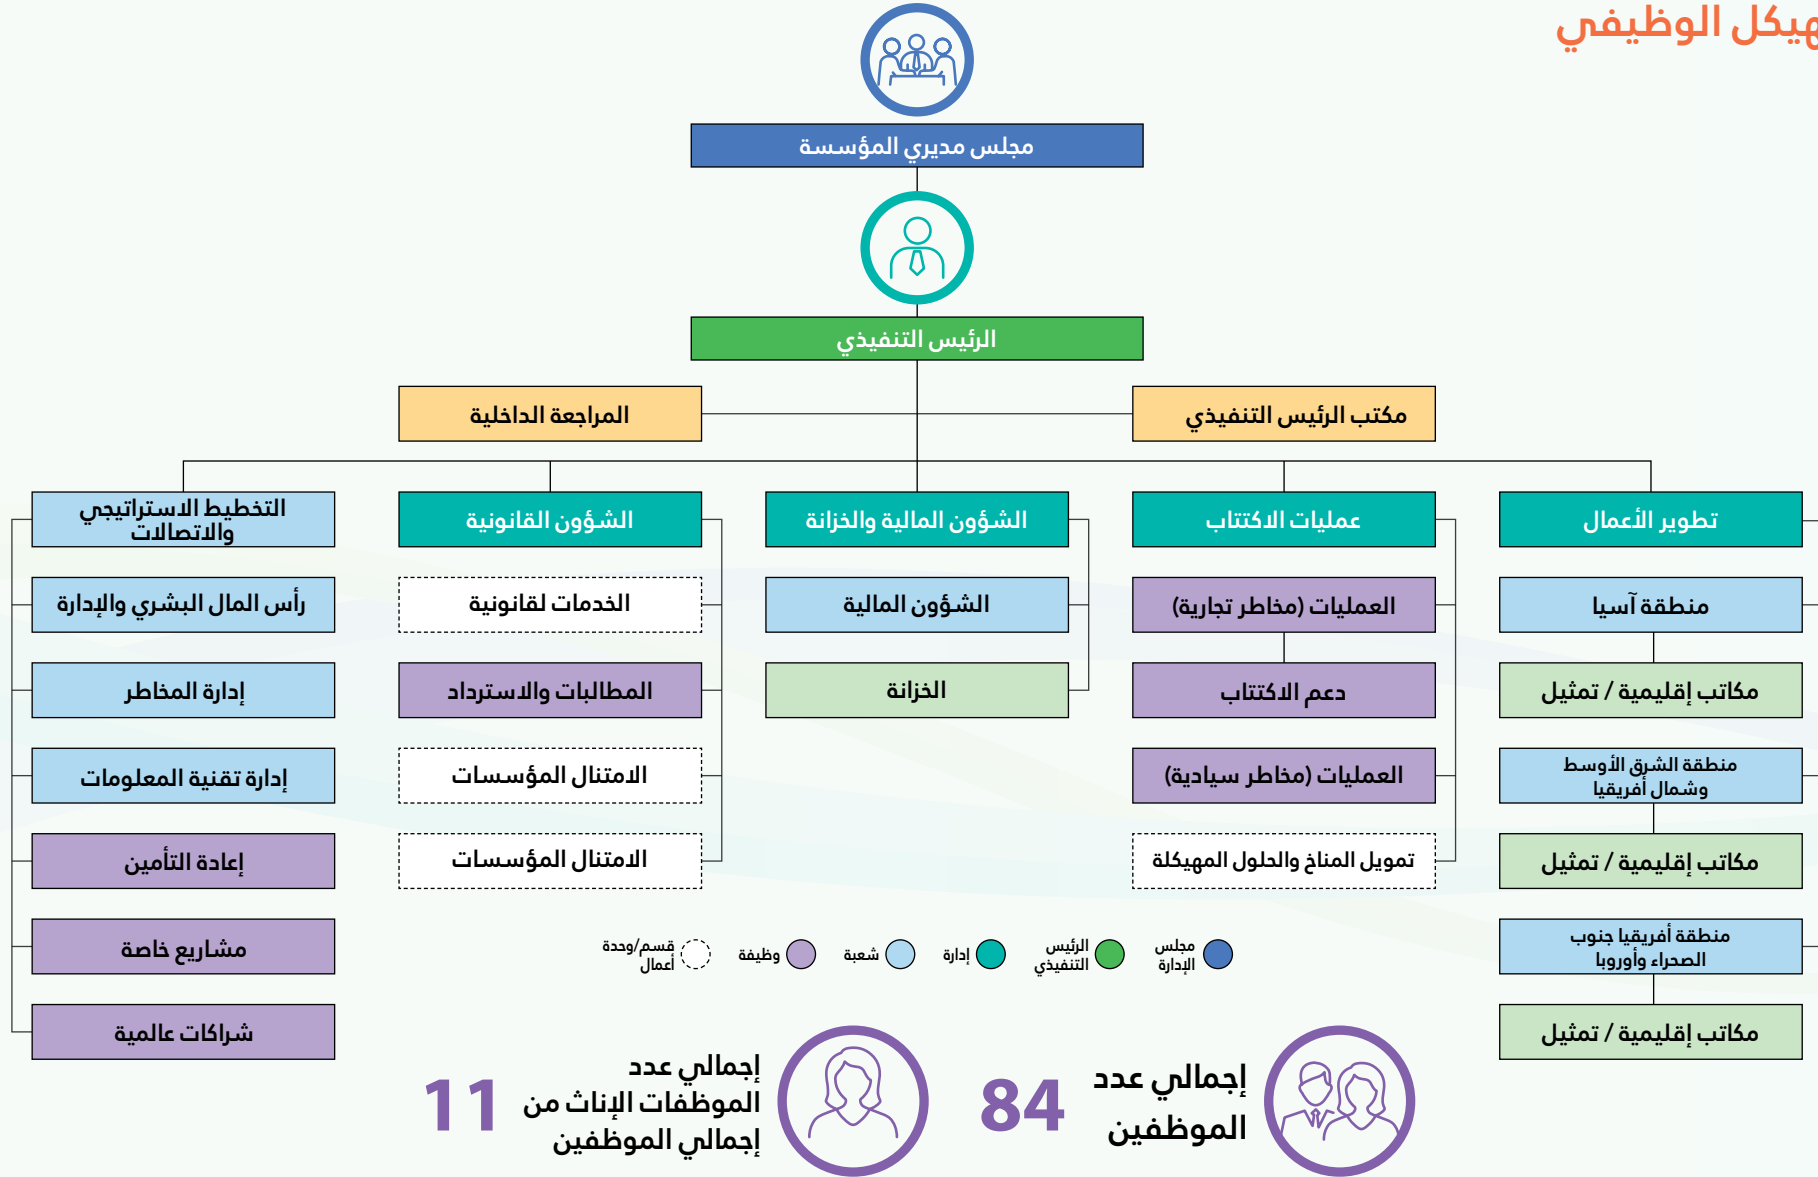 هيكل الوظيفي
مجلس مديري المؤسسة
الرئيس التنفيذي
مكتب الرئيس التنفيذي
المراجعة الداخلية
تطوير الأعمال
منطقة آسيا
مكاتب إقليمية / تمثيل
منطقة الشرق الأوسط
وشمال أفريقيا
مكاتب إقليمية / تمثيل
منطقة أفريقيا جنوب
الصحراء وأوروبا
مكاتب إقليمية / تمثيل
عمليات الاكتتاب
العمليات (مخاطر تجارية)
دعم الاكتتاب
العمليات (مخاطر سيادية)
تمويل المناخ والحلول المهيكلة
الشؤون المالية والخزانة
الشؤون المالية
الخزانة
الشؤون القانونية
الخدمات لقانونية
المطالبات والاسترداد
الامتنال المؤسسات
الامتنال المؤسسات
التخطيط الاستراتيجي
والاتصالات
رأس المال البشري والإدارة
إدارة المخاطر
إدارة تقنية المعلومات
إعادة التأمين
مشاريع خاصة
شراكات عالمية
مجلس
الإدارة
الرئيس
التنفيذي
إدارة
شعبة
وظيفة
قسم/وحدة
أعمال
إجمالي عدد
الموظفين
84
إجمالي عدد
الموظفات الإناث من
إجمالي الموظفين
11